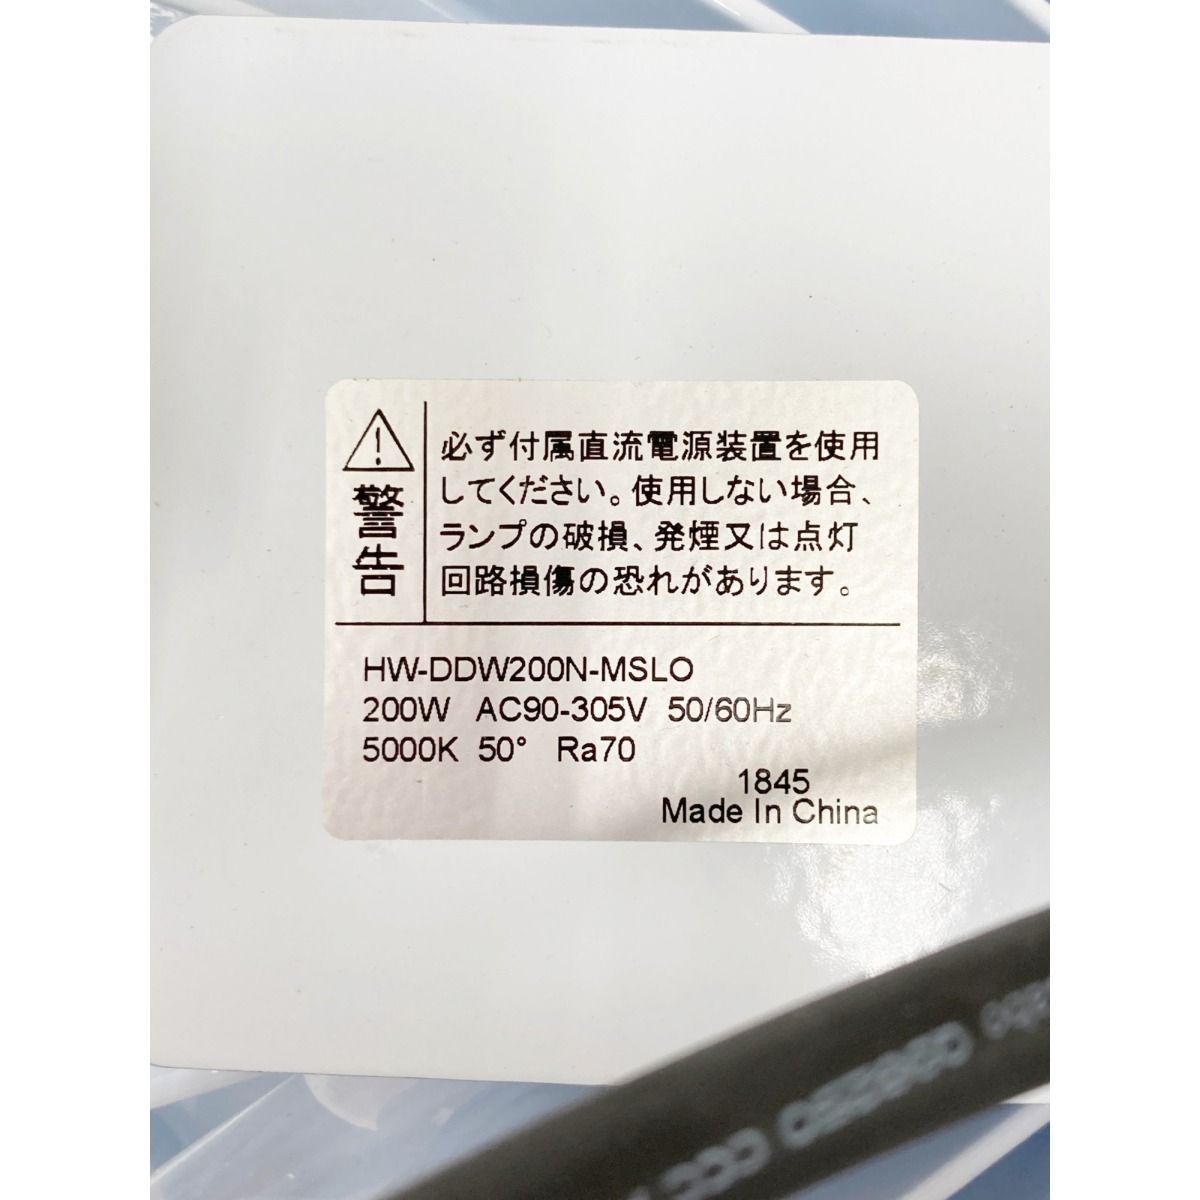 警告
必ず付属直流電源装置を使用
してください。使用しない場合、
ランプの破損、発煙又は点灯
回路損傷の恐れがあります。
HW-DDW200N-MSLO
200W AC90-305V 50/60Hz
5000K 50° Ra70
1845
Made In China